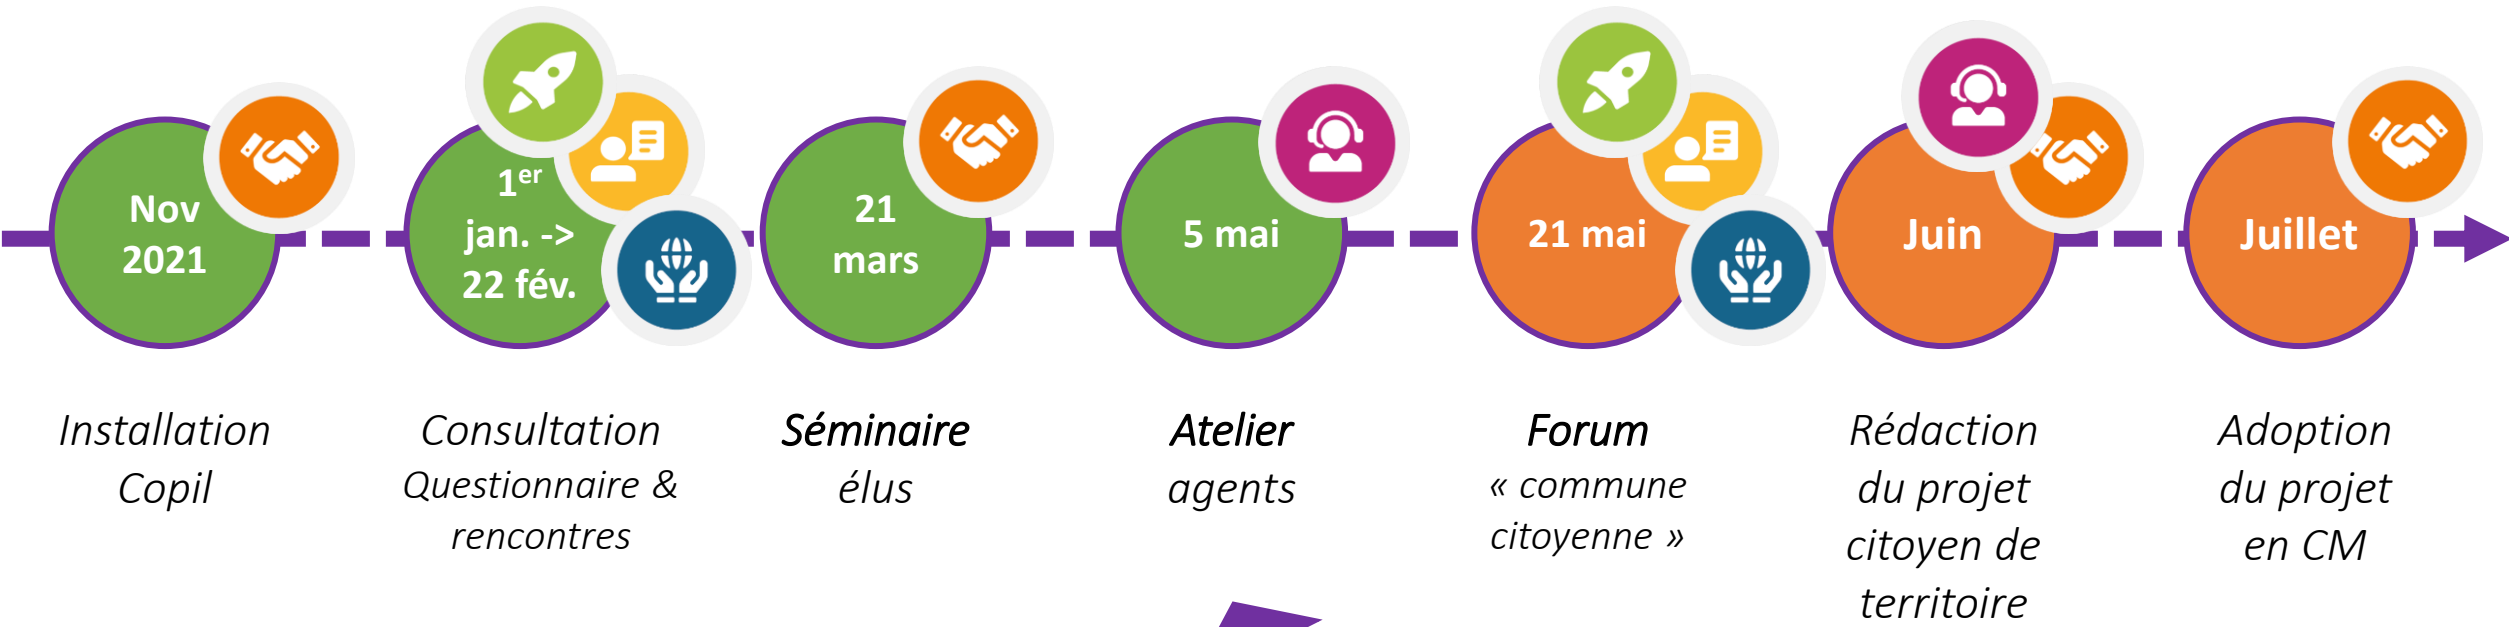 Nov
2021
1er
jan. ->
22 fév.
21
mars
5 mai
21 mai
Juin
Juillet
Installation
Copil
Consultation
Questionnaire &
rencontres
Séminaire
élus
Atelier
agents
Forum
« commune
citoyenne »
Rédaction
du projet
citoyen de
territoire
Adoption
du projet
en CM